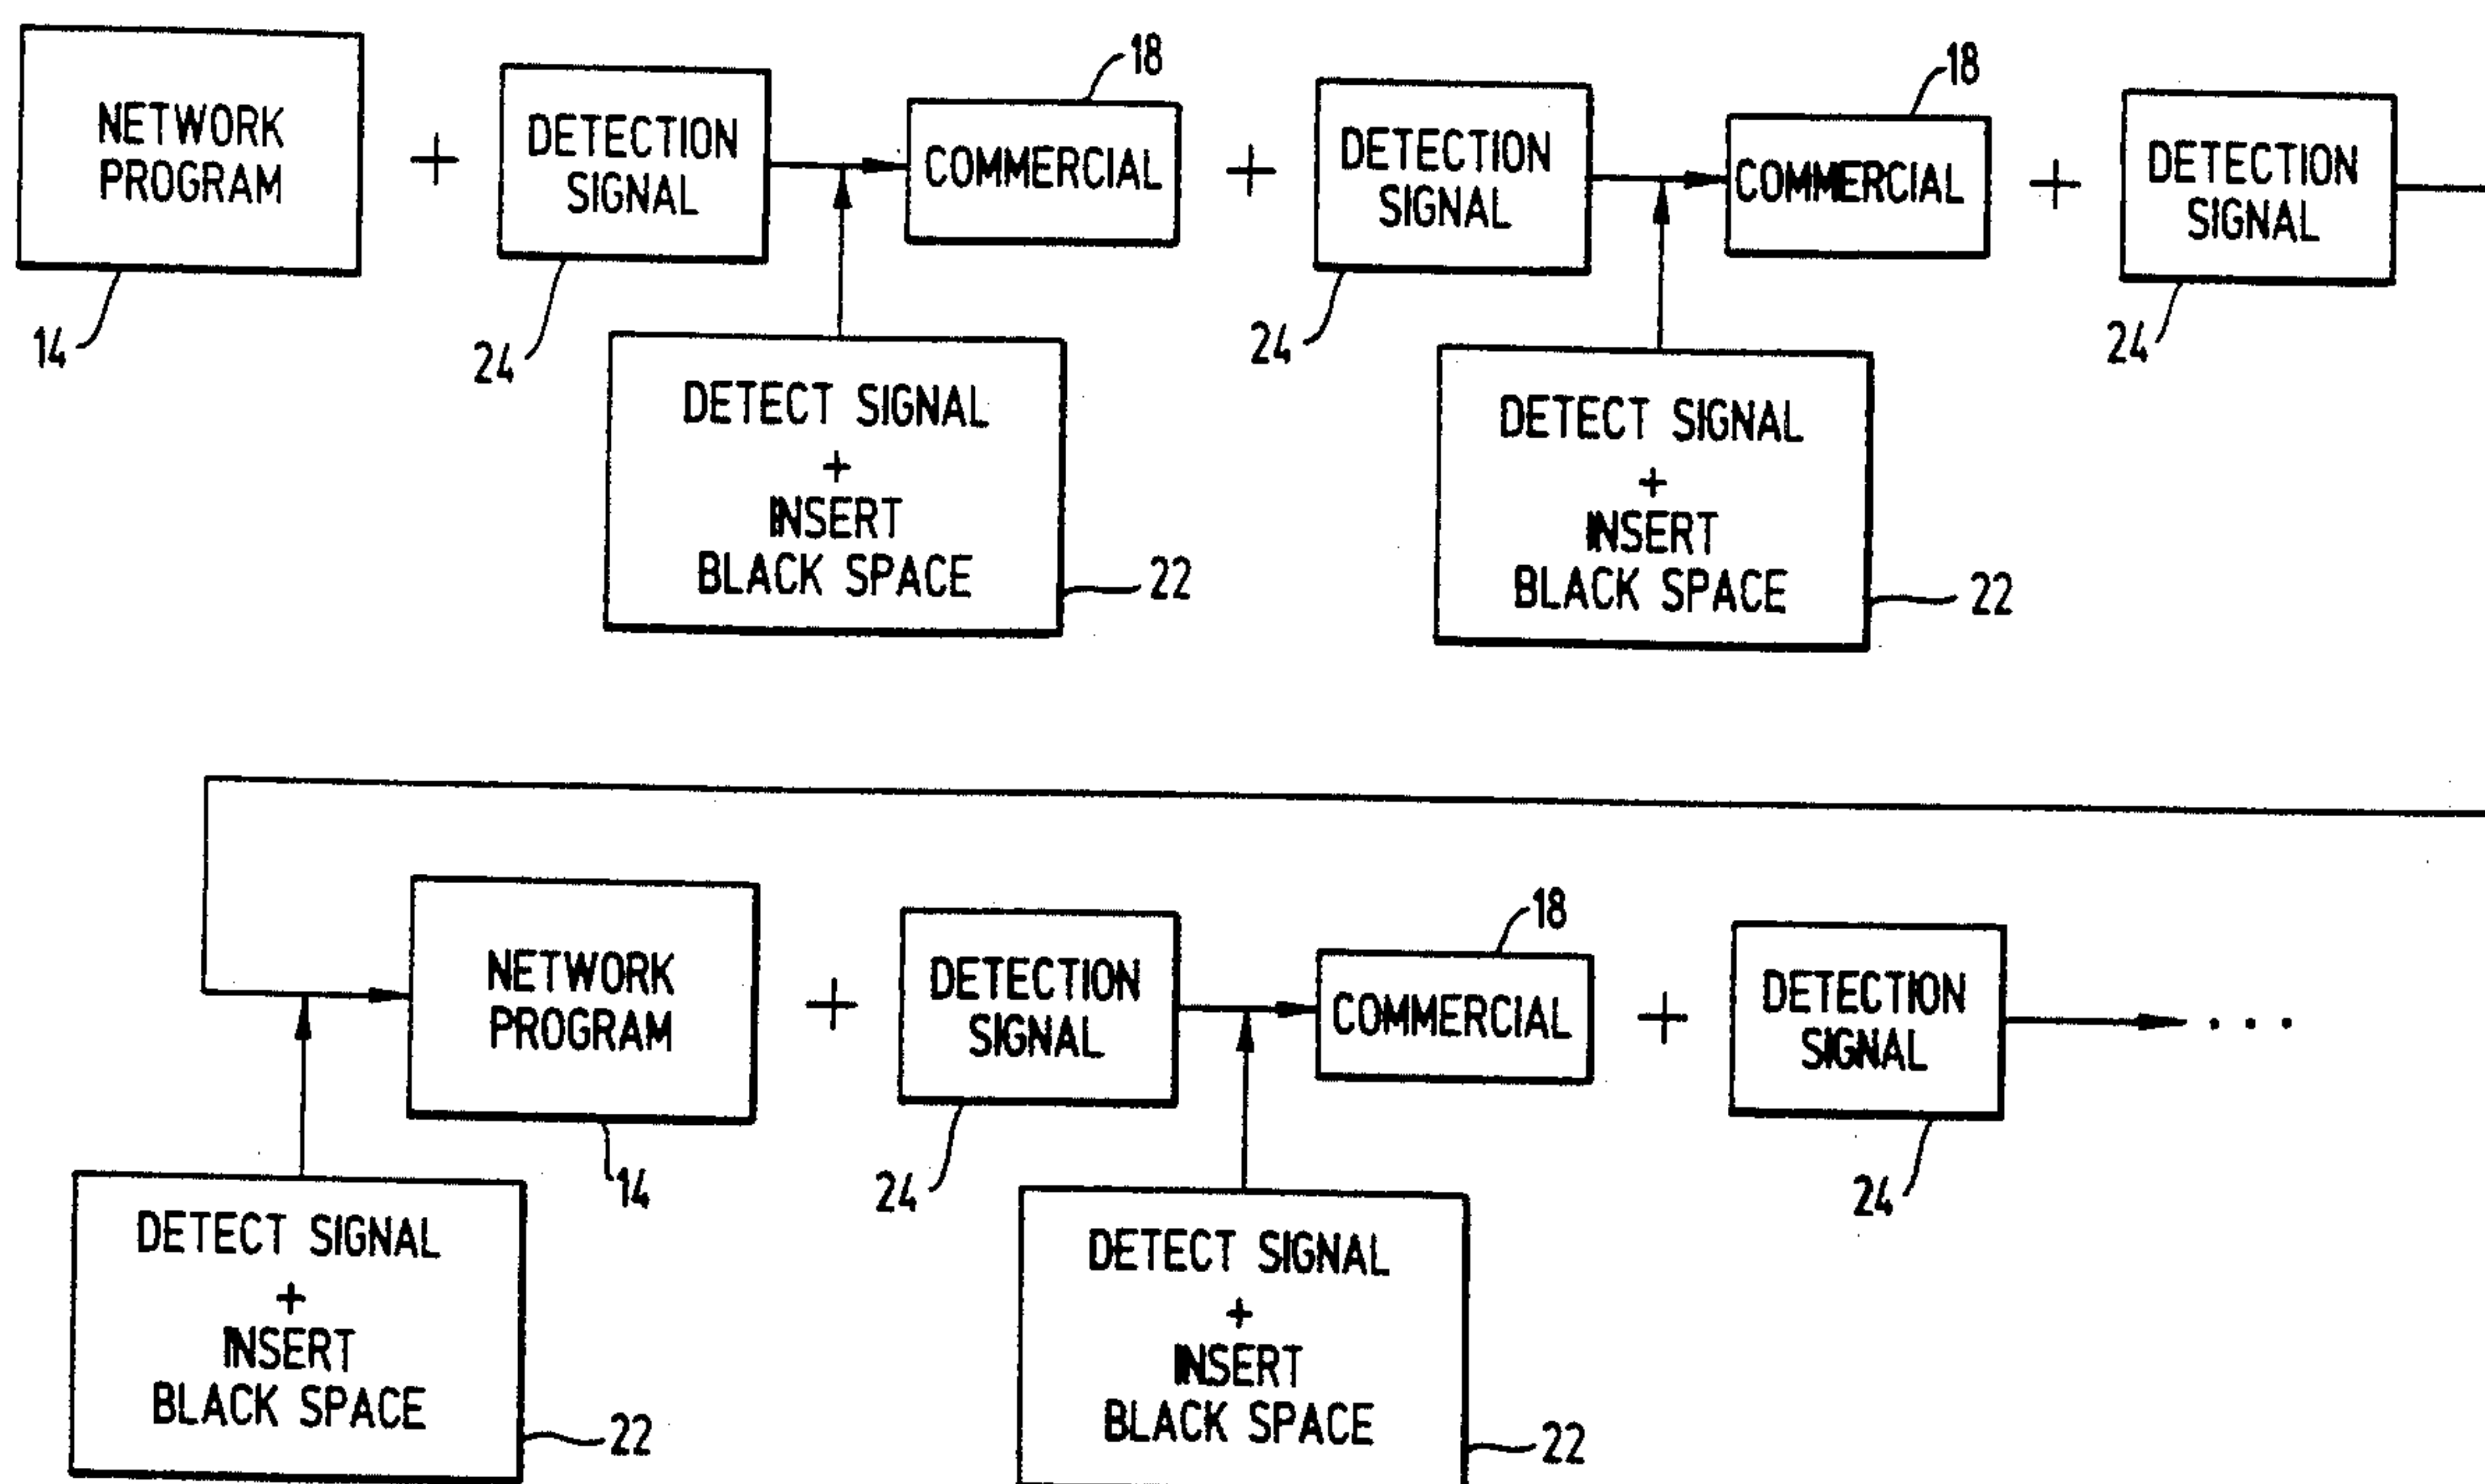 NETWORK
PROGRAM
14
+
DETECTION
SIGNAL
24
COMMERCIAL
18
+
DETECTION
SIGNAL
24
COMMERCIAL
18
+
DETECTION
SIGNAL
24
DETECT SIGNAL
+
INSERT
BLACK SPACE
22
DETECT SIGNAL
+
INSERT
BLACK SPACE
22
NETWORK
PROGRAM
14
+
DETECTION
SIGNAL
24
COMMERCIAL
18
+
DETECTION
SIGNAL
24
. . .
DETECT SIGNAL
+
INSERT
BLACK SPACE
22
DETECT SIGNAL
+
INSERT
BLACK SPACE
22